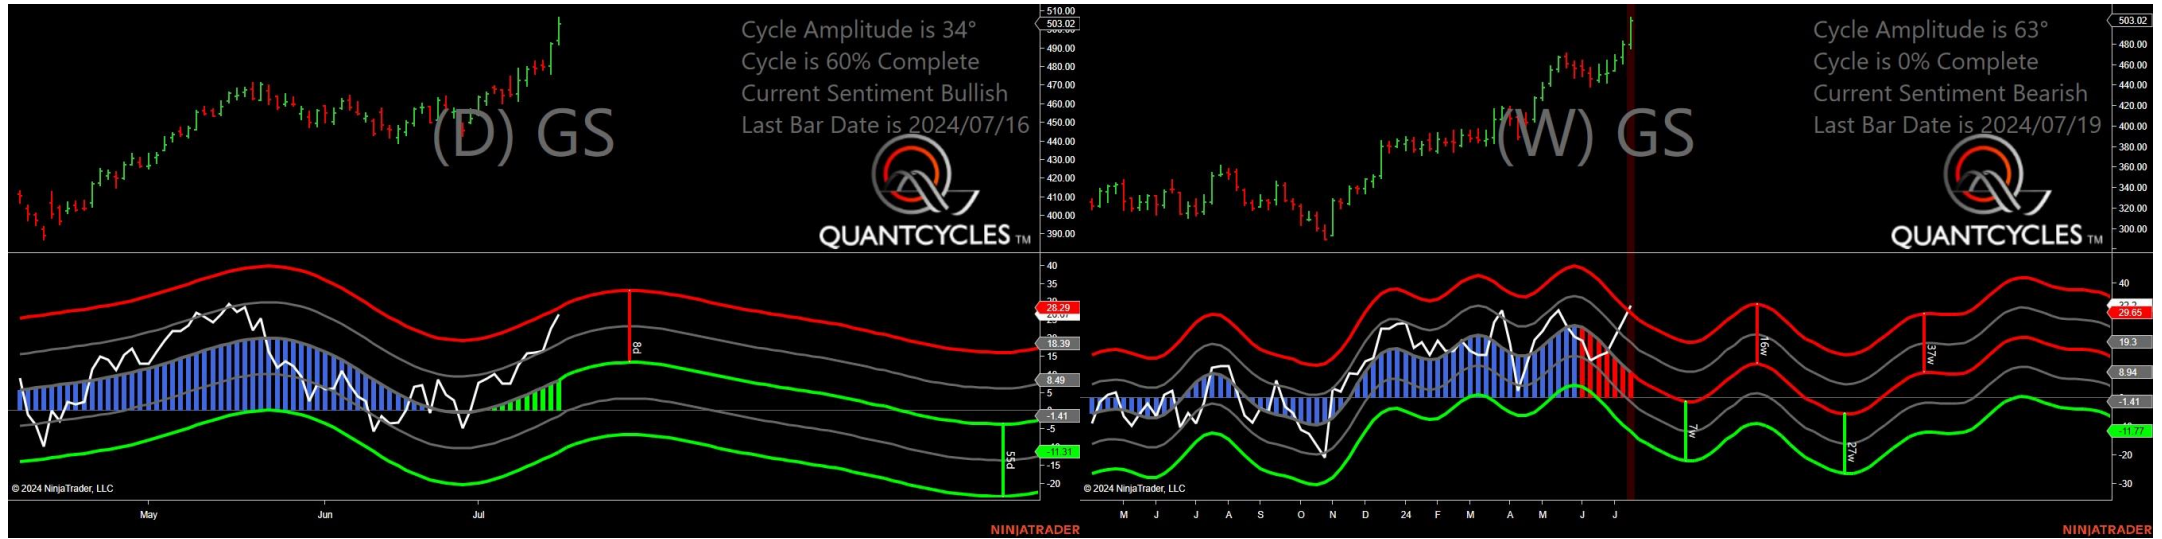 Cycle Amplitude is 34°
Cycle is 60% Complete
Current Sentiment Bullish
Last Bar Date is 2024/07/16
(D) GS
QUANTCYCLES TM
510.00
503.02
490.00
480.00
470.00
460.00
450.00
440.00
430.00
420.00
410.00
400.00
390.00
40
35
28.29
18.39
15
8.49
5
-1.41
-5
-11.31
-15
-20
8d
55d
© 2024 NinjaTrader, LLC
May Jun Jul
NINJATRADER
Cycle Amplitude is 63°
Cycle is 0% Complete
Current Sentiment Bearish
Last Bar Date is 2024/07/19
(W) GS
QUANTCYCLES TM
503.02
480.00
460.00
440.00
420.00
400.00
380.00
360.00
340.00
320.00
300.00
40
29.65
19.3
8.94
-1.41
-11.77
-20
-30
7w
16w
27w
37w
© 2024 NinjaTrader, LLC
M J J A S O N D 24 F M A M J J
NINJATRADER